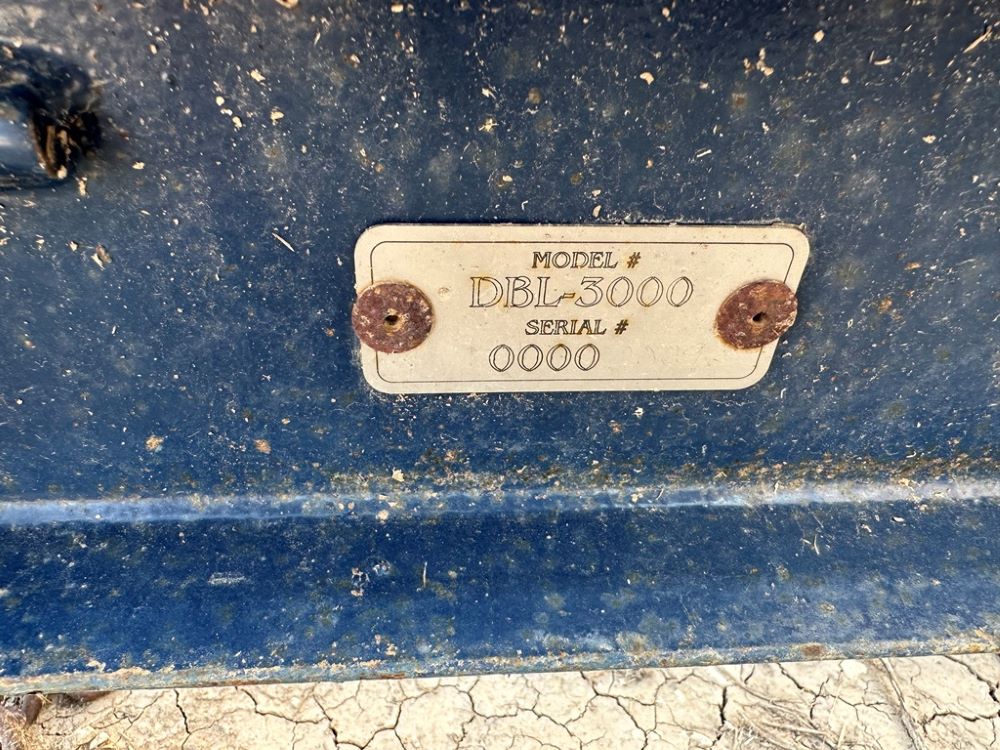 MODEL #
DBL-3000
SERIAL #
0000